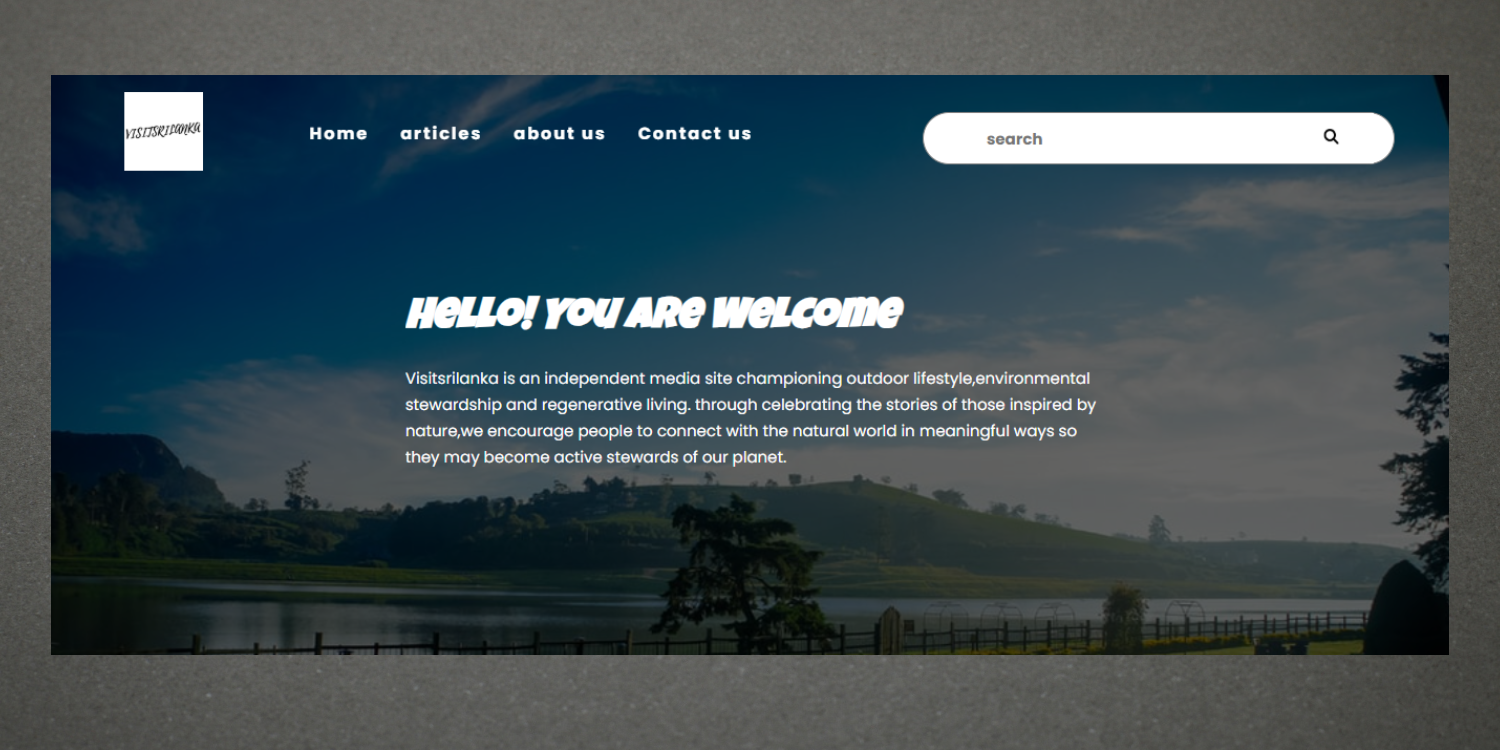 VISITSRILANKA
Home articles about us Contact us
search
Hello! You Are Welcome
Visitsrilanka is an independent media site championing outdoor lifestyle,environmental
stewardship and regenerative living. through celebrating the stories of those inspired by
nature,we encourage people to connect with the natural world in meaningful ways so
they may become active stewards of our planet.